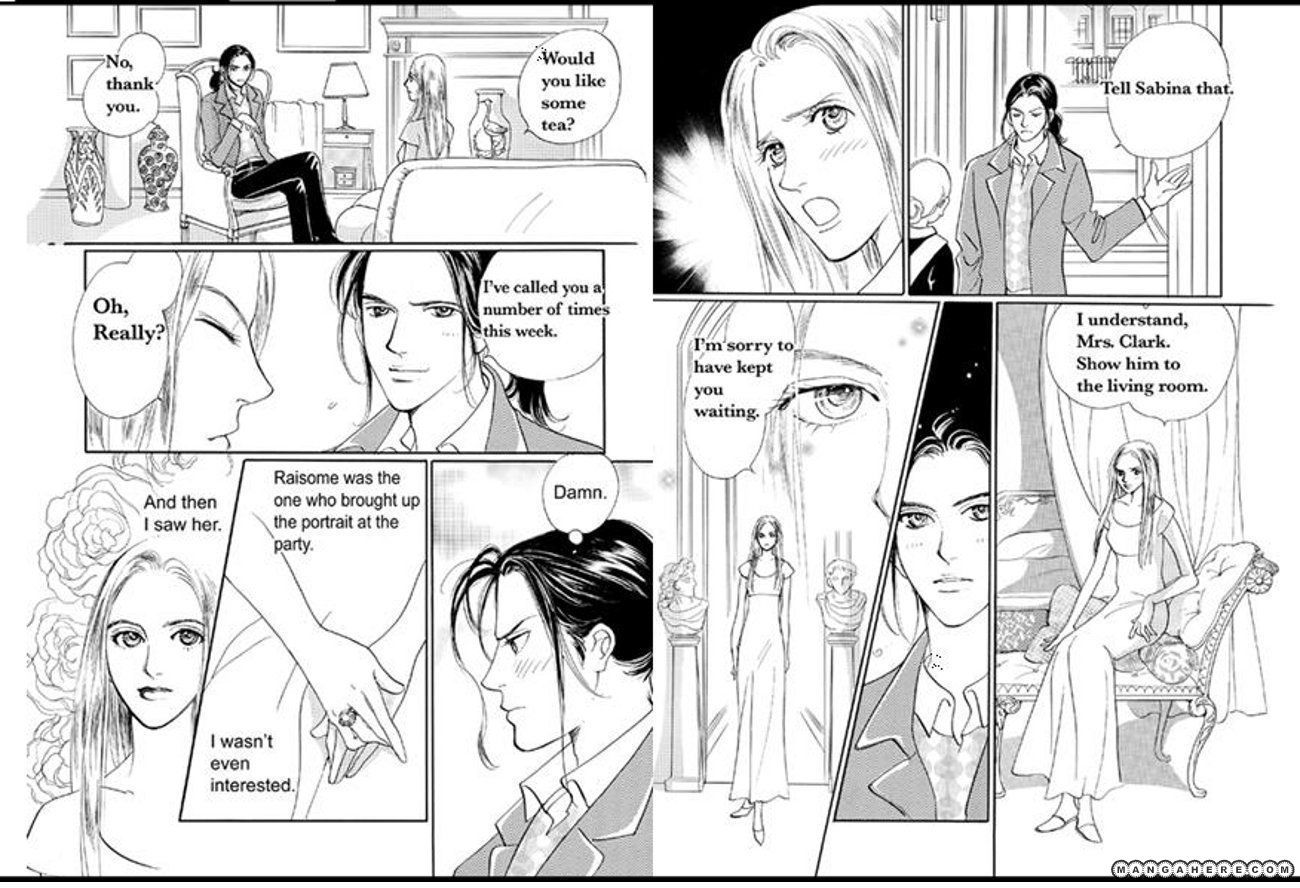 Tell Sabina that.
I understand,
Mrs. Clark.
Show him to
the living room.
I'm sorry to
have kept
you
waiting.
Would
you like
some
tea?
No,
thank
you.
I've called you a
number of times
this week.
Oh,
Really?
Damn.
Raisome was the
one who brought up
the portrait at the
party.
I wasn't
even
interested.
And then
I saw her.
MANGAHERE.COM